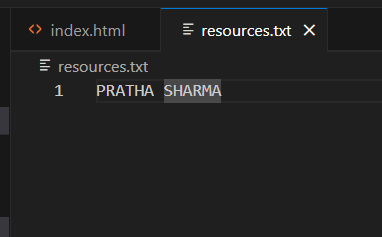 index.html
resources.txt
resources.txt
1 PRATHA SHARMA